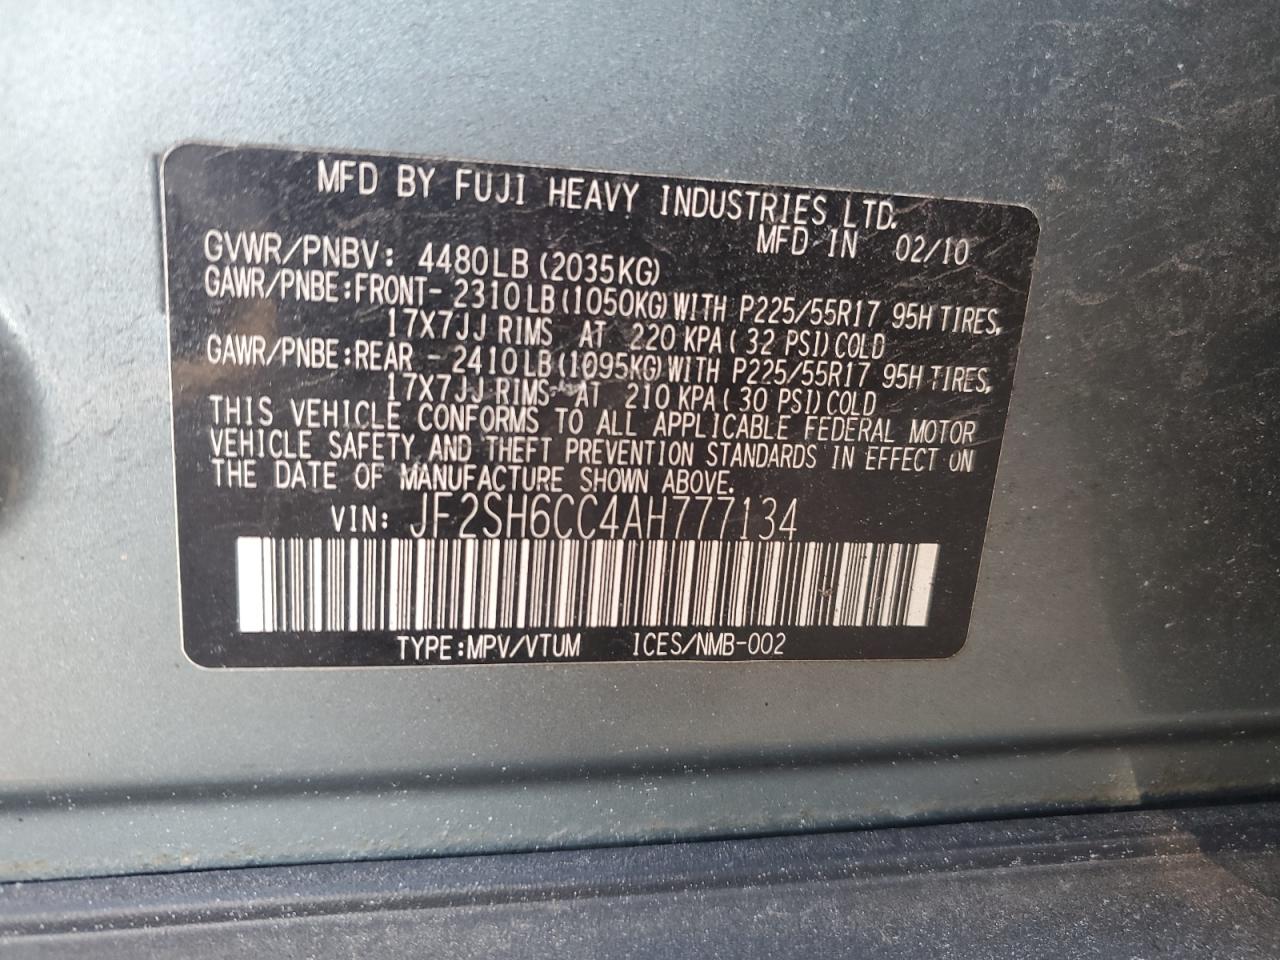 MFD BY FUJI HEAVY INDUSTRIES LTD.
MFD IN 02/10
GVWR/PNBV: 4480LB (2035KG)
GAWR/PNBE:FRONT- 2310LB(1050KG)WITH P225/55R17 95H TIRES,
17X7JJ RIMS AT 220 KPA( 32 PSI)COLD
GAWR/PNBE:REAR - 2410LB(1095KG)WITH P225/55R17 95H TIRES,
17X7JJ RIMS AT 210 KPA( 30 PSI)COLD
THIS VEHICLE CONFORMS TO ALL APPLICABLE FEDERAL MOTOR
VEHICLE SAFETY AND THEFT PREVENTION STANDARDS IN EFFECT ON
THE DATE OF MANUFACTURE SHOWN ABOVE.
VIN: JF2SH6CC4AH777134
TYPE:MPV/VTUM ICES/NMB-002